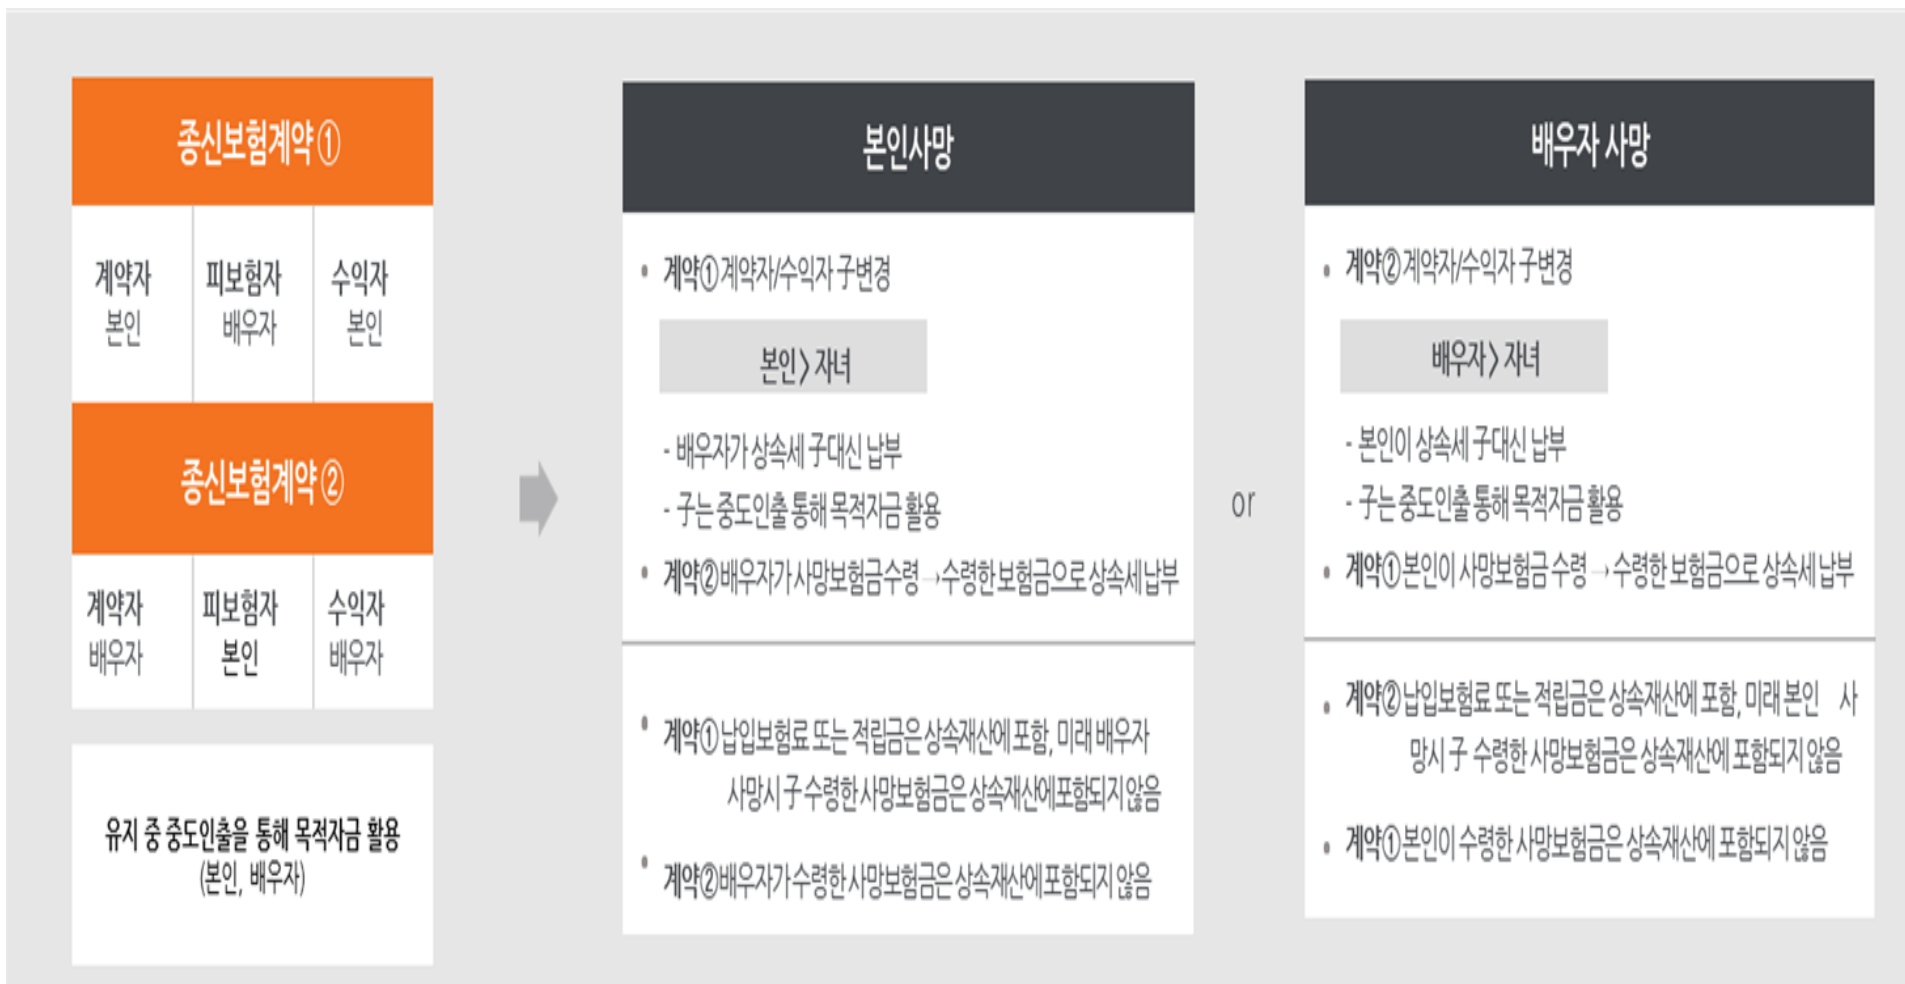 종신보험계약 ①
계약자 피보험자 수익자
본인 배우자 본인
종신보험계약 ②
계약자 피보험자 수익자
배우자 본인 배우자
유지 중 중도인출을 통해 목적자금 활용
(본인, 배우자)
본인사망
• 계약① 계약자/수익자 子변경
본인 > 자녀
- 배우자가 상속세 子대신 납부
- 子는 중도인출 통해 목적자금 활용
• 계약② 배우자가 사망보험금수령 → 수령한 보험금으로 상속세 납부
• 계약① 납입보험료 또는 적립금은 상속재산에 포함, 미래 배우자
사망시 子 수령한 사망보험금은 상속재산에 포함되지 않음
• 계약② 배우자가 수령한 사망보험금은 상속재산에 포함되지 않음
or
배우자 사망
• 계약② 계약자/수익자 子변경
배우자 > 자녀
- 본인이 상속세 子대신 납부
- 子는 중도인출 통해 목적자금 활용
• 계약① 본인이 사망보험금 수령 → 수령한 보험금으로 상속세 납부
• 계약② 납입보험료 또는 적립금은 상속재산에 포함, 미래 본인 사
망시 子 수령한 사망보험금은 상속재산에 포함되지 않음
• 계약① 본인이 수령한 사망보험금은 상속재산에 포함되지 않음